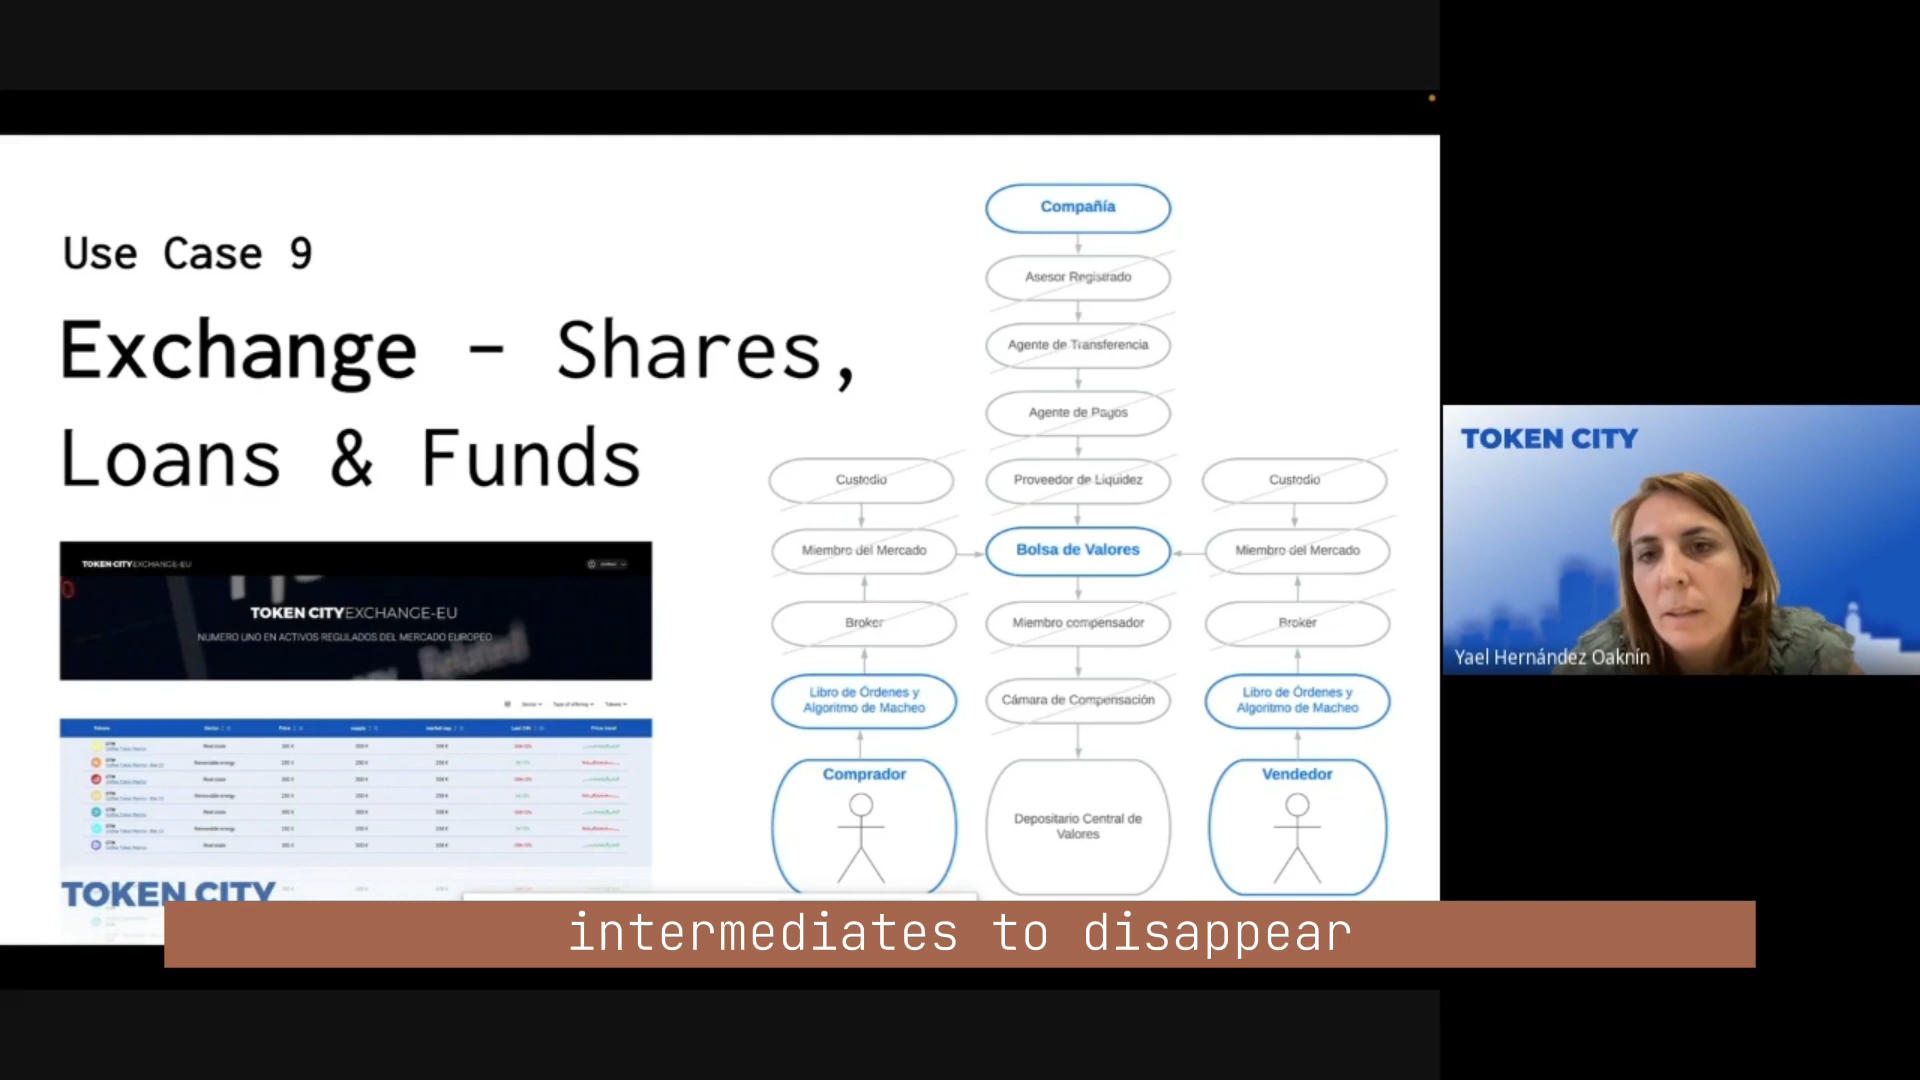 Use Case 9
Exchange – Shares,
Loans & Funds
TOKEN CITY EXCHANGE-EU
TOKEN CITY EXCHANGE-EU
NUMERO UNO EN ACTIVOS REGULADOS DEL MERCADO EUROPEO
TOKEN CITY
Compañía
Asesor Registrado
Agente de Transferencia
Agente de Pagos
Custodio
Proveedor de Liquidez
Custodio
Miembro del Mercado
Bolsa de Valores
Miembro del Mercado
Broker
Miembro compensador
Broker
Libro de Órdenes y
Algoritmo de Macheo
Cámara de Compensación
Libro de Órdenes y
Algoritmo de Macheo
Comprador
Depositario Central de
Valores
Vendedor
TOKEN CITY
Yael Hernández Oaknín
intermediates to disappear